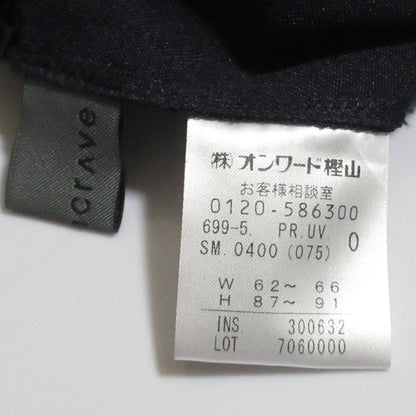 crave
㈱ オンワード樫山
お客様相談室
0120-586300
699-5. PR.UV. 0
SM. 0400 (075)
W 62〜 66
H 87〜 91
INS 300632
LOT 7060000